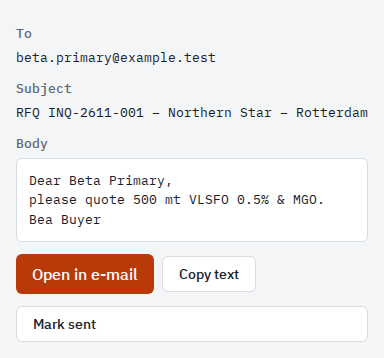 To
beta.primary@example.test
Subject
RFQ INQ-2611-001 – Northern Star – Rotterdam
Body
Dear Beta Primary,
please quote 500 mt VLSFO 0.5% & MGO.
Bea Buyer
Open in e-mail
Copy text
Mark sent